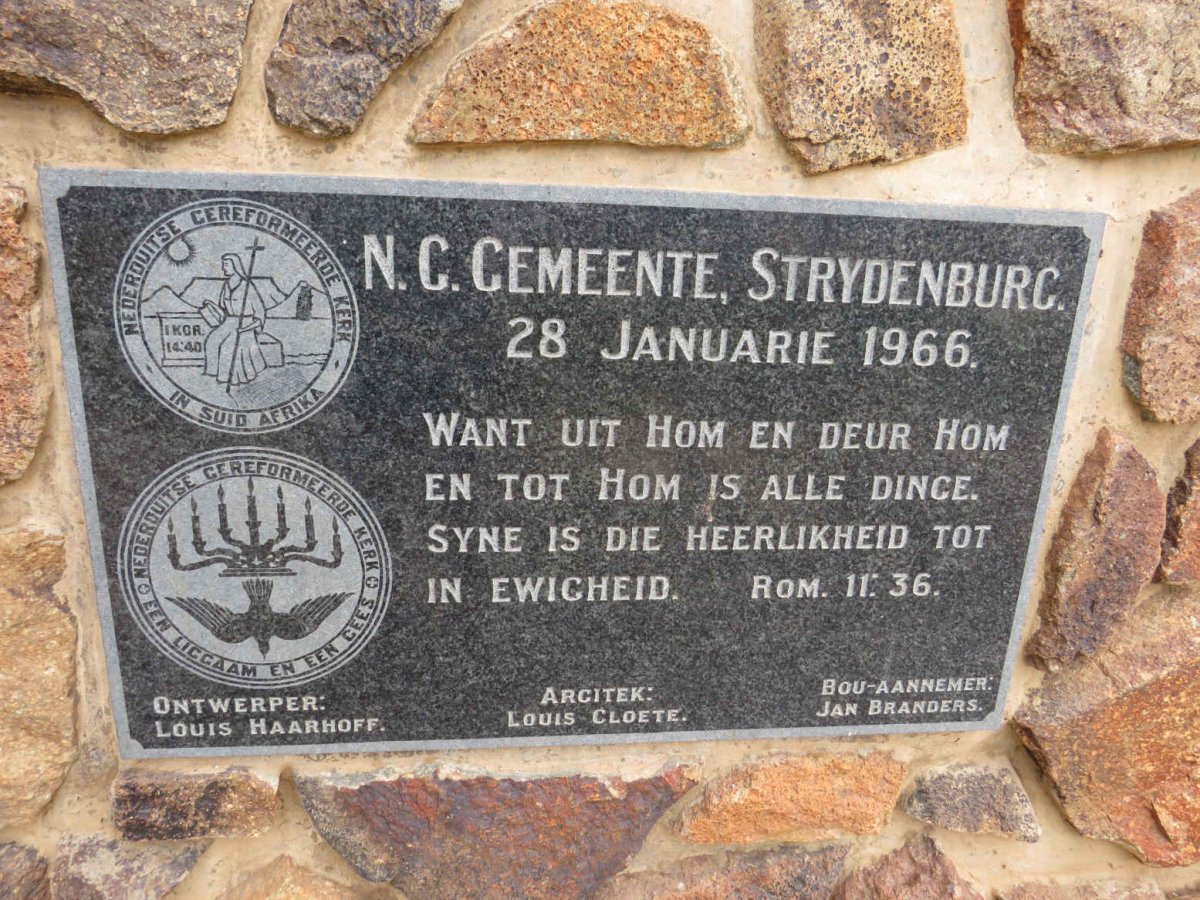 NEDERDUITSE GEREFORMEERDE KERK
IN SUID AFRIKA
I KOR.
14:40
N. G. GEMEENTE, STRYDENBURG.
28 JANUARIE 1966.
WANT UIT HOM EN DEUR HOM
EN TOT HOM IS ALLE DINGE.
SYNE IS DIE HEERLIKHEID TOT
IN EWIGHEID. ROM. 11: 36.
NEDERDUITSE GEREFORMEERDE KERK
EEN LIGGAAM EN EEN GEES
ONTWERPER:
LOUIS HAARHOFF.
ARGITEK:
LOUIS CLOETE.
BOU-AANNEMER:
JAN BRANDERS.